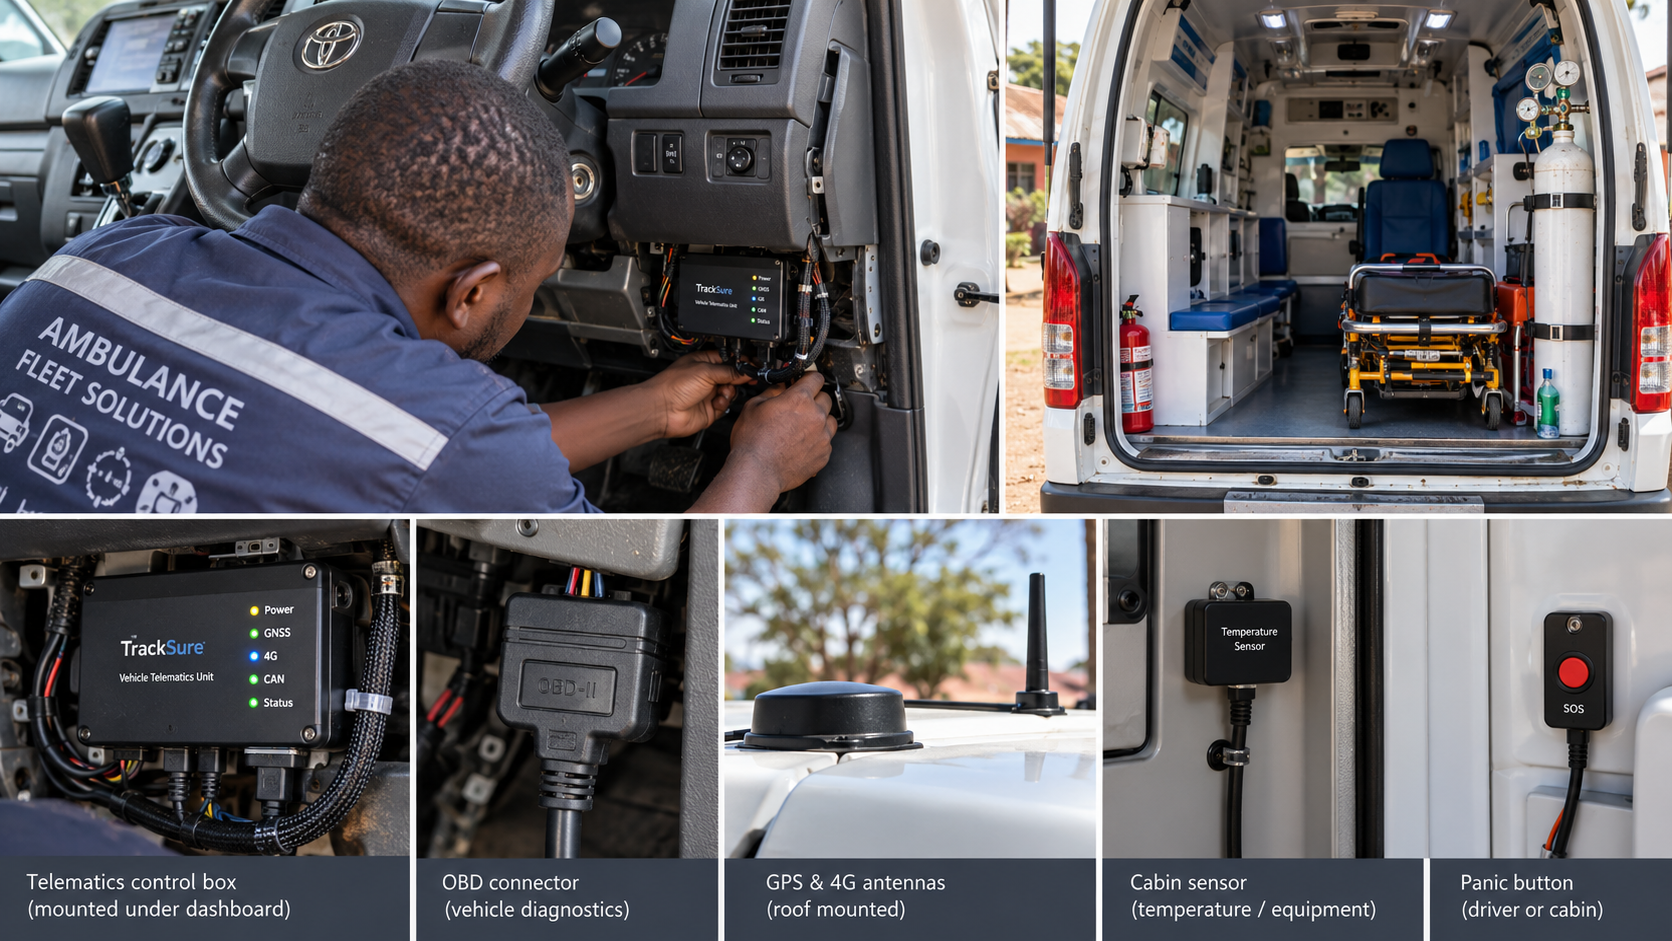 AMBULANCE
FLEET SOLUTIONS
TrackSure
Vehicle Telematics Unit
Power
GNSS
4G
CAN
Status
TrackSure
Vehicle Telematics Unit
Power
GNSS
4G
CAN
Status
OBD-II
Temperature
Sensor
SOS
Telematics control box
(mounted under dashboard)
OBD connector
(vehicle diagnostics)
GPS & 4G antennas
(roof mounted)
Cabin sensor
(temperature / equipment)
Panic button
(driver or cabin)